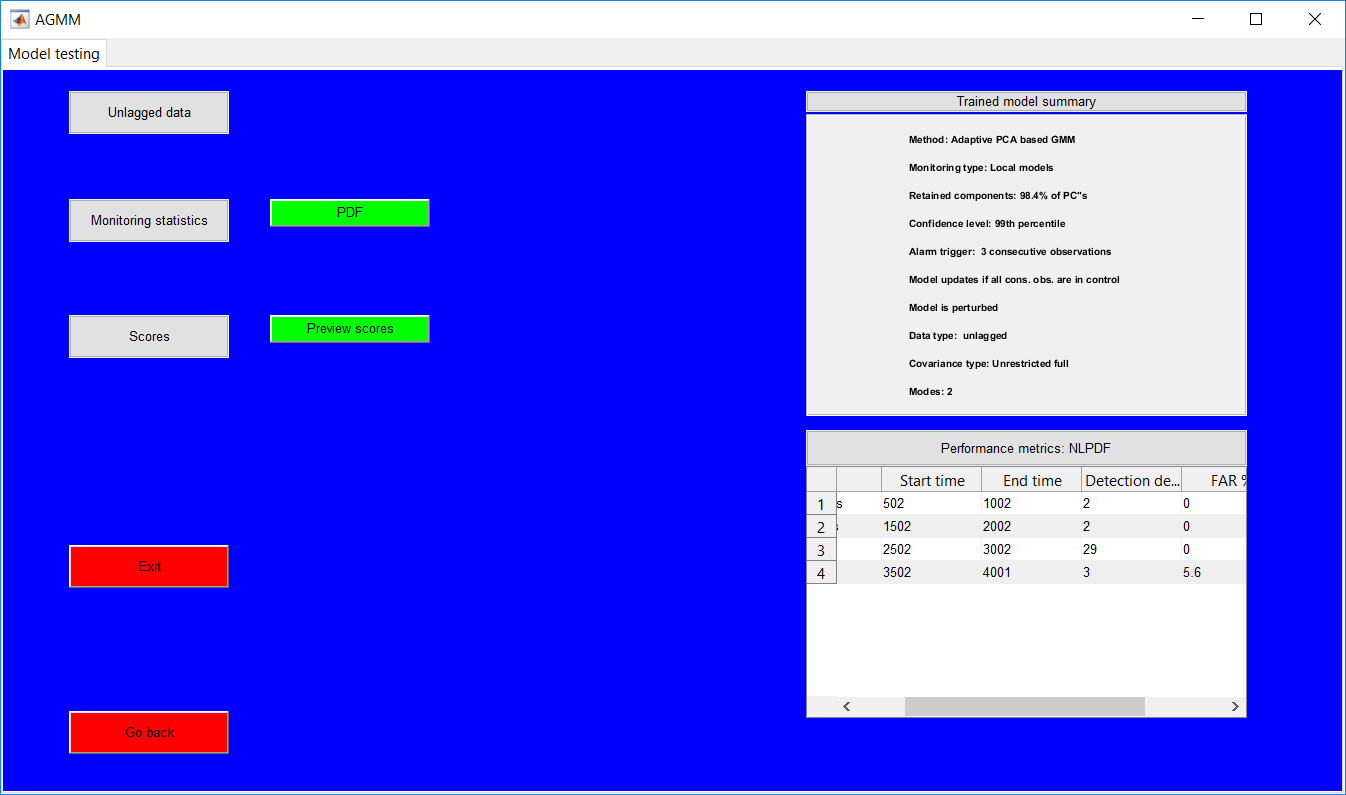 AGMM
Model testing
Unlagged data
Monitoring statistics
PDF
Scores
Preview scores
Exit
Go back
Trained model summary
Method: Adaptive PCA based GMM
Monitoring type: Local models
Retained components: 98.4% of PC"s
Confidence level: 99th percentile
Alarm trigger:  3 consecutive observations
Model updates if all cons. obs. are in control
Model is perturbed
Data type:  unlagged
Covariance type: Unrestricted full
Modes: 2
Performance metrics: NLPDF
Start time End time Detection de... FAR %
1 s 502 1002 2 0
2 s 1502 2002 2 0
3 2502 3002 29 0
4 3502 4001 3 5.6